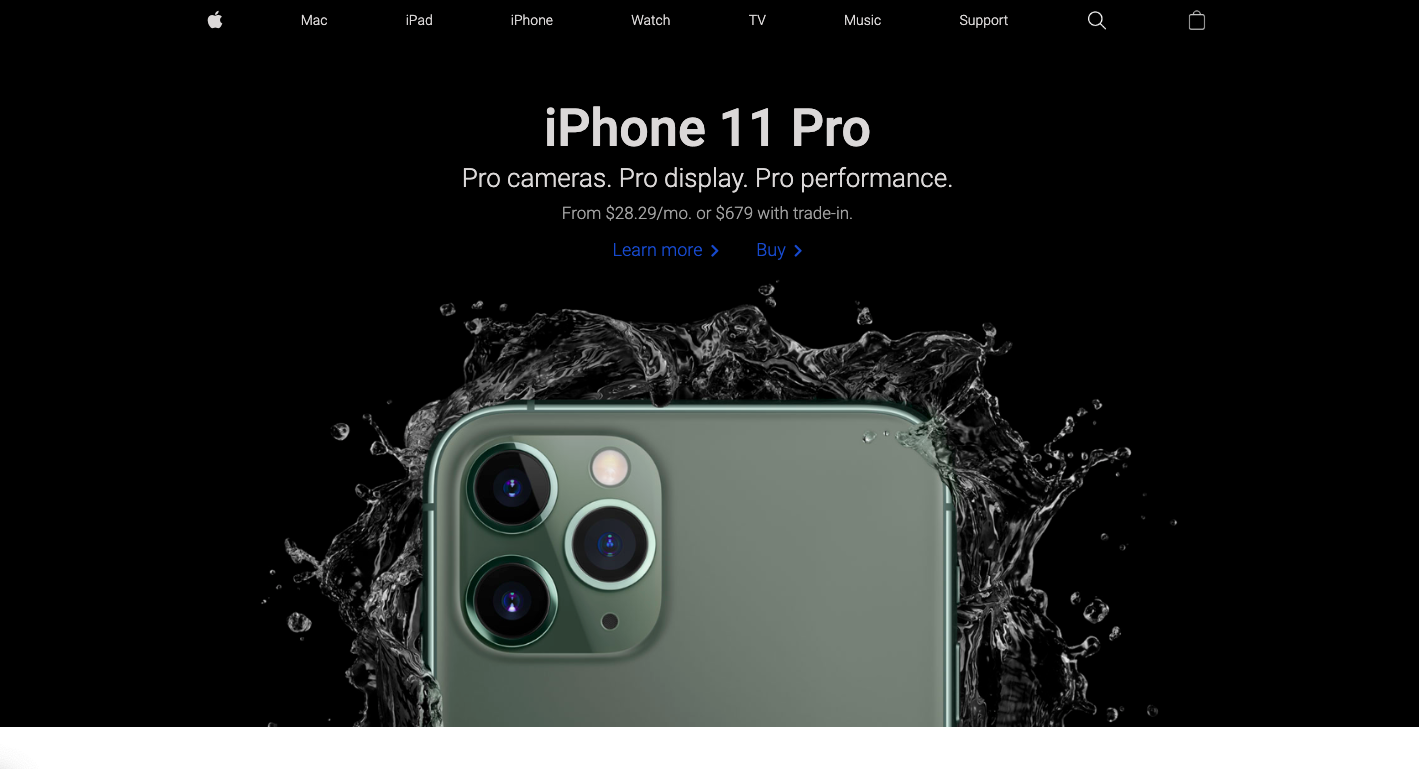 Mac iPad iPhone Watch TV Music Support
iPhone 11 Pro
Pro cameras. Pro display. Pro performance.
From $28.29/mo. or $679 with trade-in.
Learn more Buy